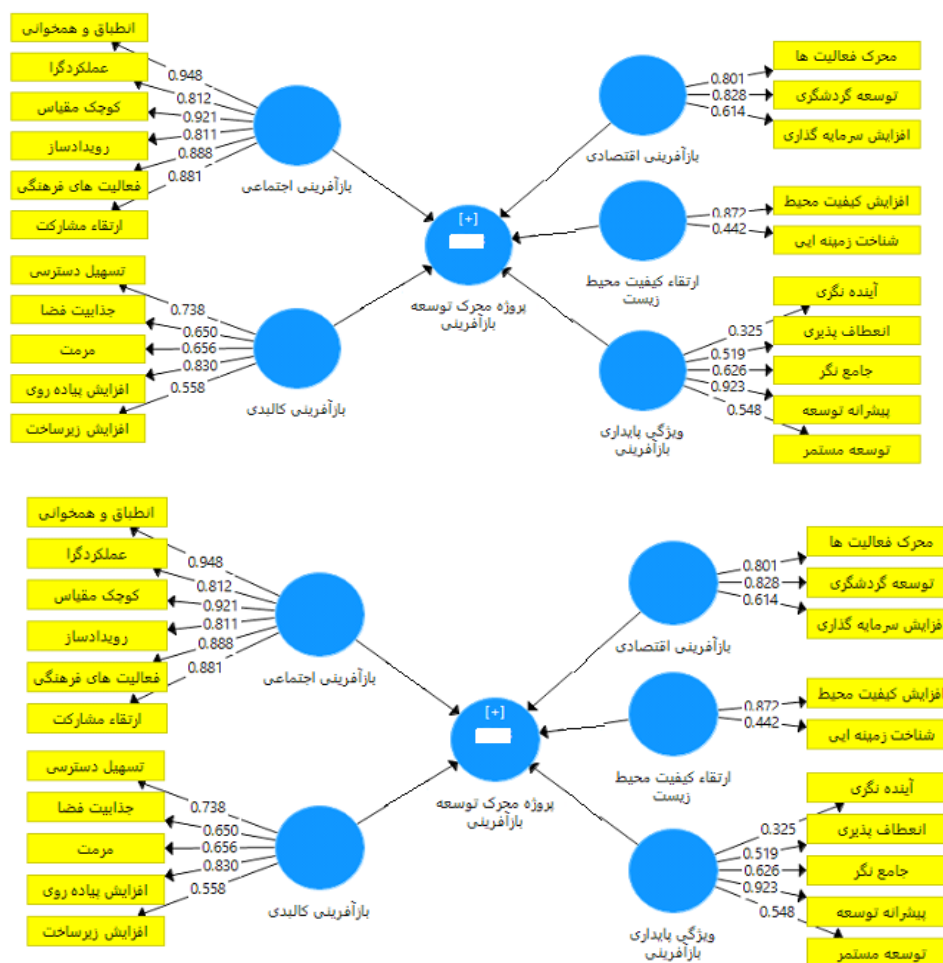 انطباق و همخوانی
عملکردگرا
کوچک مقیاس
رویدادساز
فعالیت های فرهنگی
ارتقاء مشارکت
0.948
0.812
0.921
0.811
0.888
0.881
بازآفرینی اجتماعی
تسهیل دسترسی
جذابیت فضا
مرمت
افزایش پیاده روی
افزایش زیرساخت
0.738
0.650
0.656
0.830
0.558
بازآفرینی کالبدی
[+]
پروژه محرک توسعه
بازآفرینی
محرک فعالیت ها
توسعه گردشگری
افزایش سرمایه گذاری
0.801
0.828
0.614
بازآفرینی اقتصادی
افزایش کیفیت محیط
شناخت زمینه ایی
0.872
0.442
ارتقاء کیفیت محیط
زیست
آینده نگری
انعطاف پذیری
جامع نگر
پیشرانه توسعه
توسعه مستمر
0.325
0.519
0.626
0.923
0.548
ویژگی پایداری
بازآفرینی
انطباق و همخوانی
عملکردگرا
کوچک مقیاس
رویدادساز
فعالیت های فرهنگی
ارتقاء مشارکت
0.948
0.812
0.921
0.811
0.888
0.881
بازآفرینی اجتماعی
تسهیل دسترسی
جذابیت فضا
مرمت
افزایش پیاده روی
افزایش زیرساخت
0.738
0.650
0.656
0.830
0.558
بازآفرینی کالبدی
[+]
پروژه محرک توسعه
بازآفرینی
محرک فعالیت ها
توسعه گردشگری
فزایش سرمایه گذاری
0.801
0.828
0.614
بازآفرینی اقتصادی
افزایش کیفیت محیط
شناخت زمینه ایی
0.872
0.442
ارتقاء کیفیت محیط
زیست
آینده نگری
انعطاف پذیری
جامع نگر
پیشرانه توسعه
توسعه مستمر
0.325
0.519
0.626
0.923
0.548
ویژگی پایداری
بازآفرینی